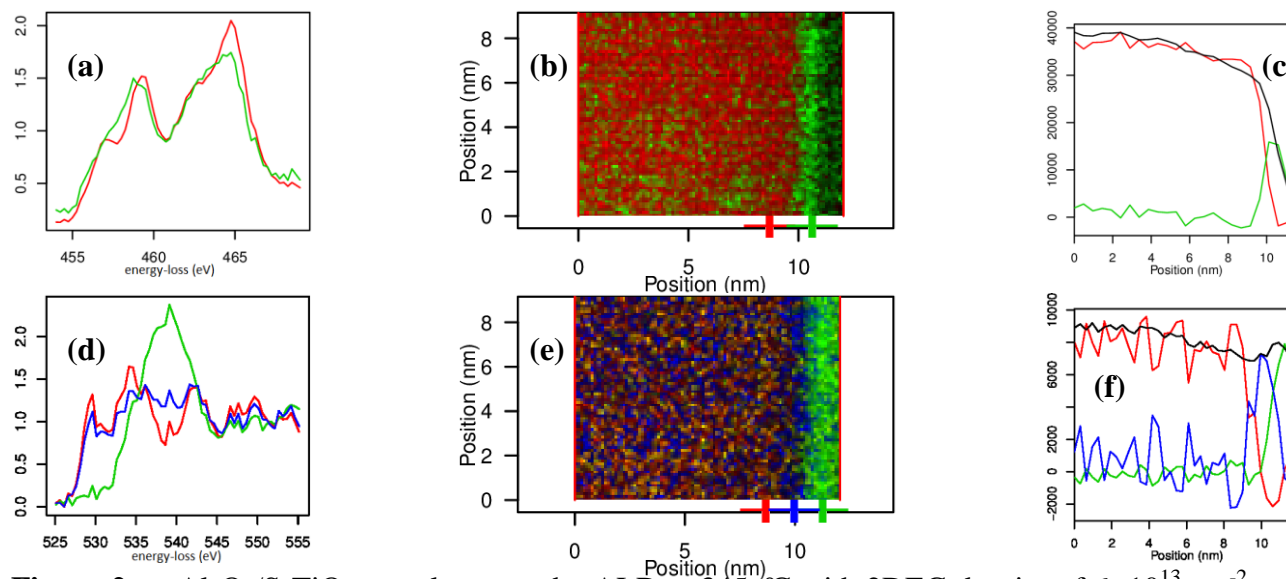 (a)
2.0
1.5
1.0
0.5
455 460 465
energy-loss (eV)
(b)
Position (nm)
8
6
4
2
0
0 5 10
Position (nm)
(c
40000
30000
20000
10000
0
0 2 4 6 8 10
Position (nm)
(d)
2.0
1.5
1.0
0.5
0.0
525 530 535 540 545 550 555
energy-loss (eV)
(e)
Position (nm)
8
6
4
2
0
0 5 10
Position (nm)
(f)
10000
6000
2000
0
-2000
0 2 4 6 8 10
Position (nm)